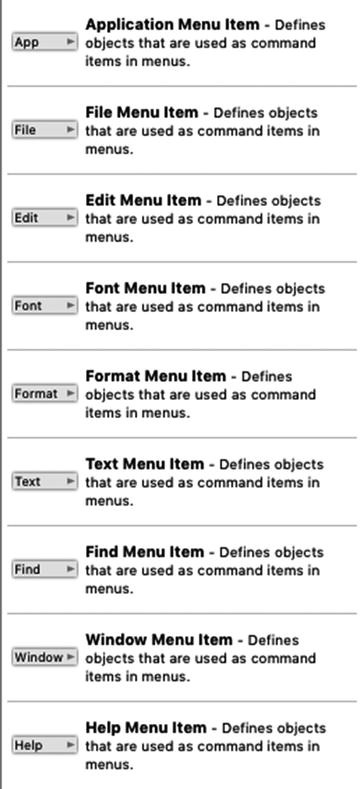 App
Application Menu Item - Defines
objects that are used as command
items in menus.
File
File Menu Item - Defines objects
that are used as command items in
menus.
Edit
Edit Menu Item - Defines objects
that are used as command items in
menus.
Font
Font Menu Item - Defines objects
that are used as command items in
menus.
Format
Format Menu Item - Defines
objects that are used as command
items in menus.
Text
Text Menu Item - Defines objects
that are used as command items in
menus.
Find
Find Menu Item - Defines objects
that are used as command items in
menus.
Window
Window Menu Item - Defines
objects that are used as command
items in menus.
Help
Help Menu Item - Defines objects
that are used as command items in
menus.